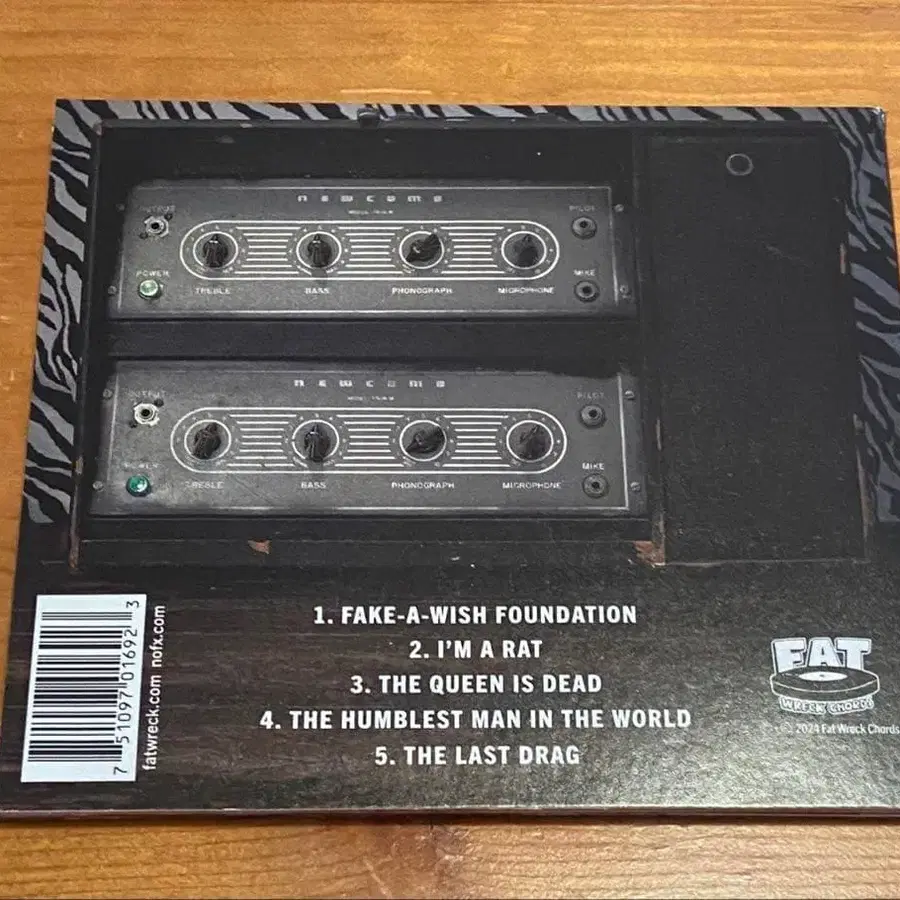 OUTPUT
NEWCOMB
PILOT
POWER
MIKE
TREBLE
BASS
PHONOGRAPH
MICROPHONE
NEWCOMB
OUTPUT
PILOT
POWER
MIKE
TREBLE
BASS
PHONOGRAPH
MICROPHONE
1. FAKE-A-WISH FOUNDATION
2. I'M A RAT
3. THE QUEEN IS DEAD
4. THE HUMBLEST MAN IN THE WORLD
5. THE LAST DRAG
7 51097 01692 3
fatwreck.com nofx.com
FAT
WRECK CHORDS
© 2024 Fat Wreck Chords